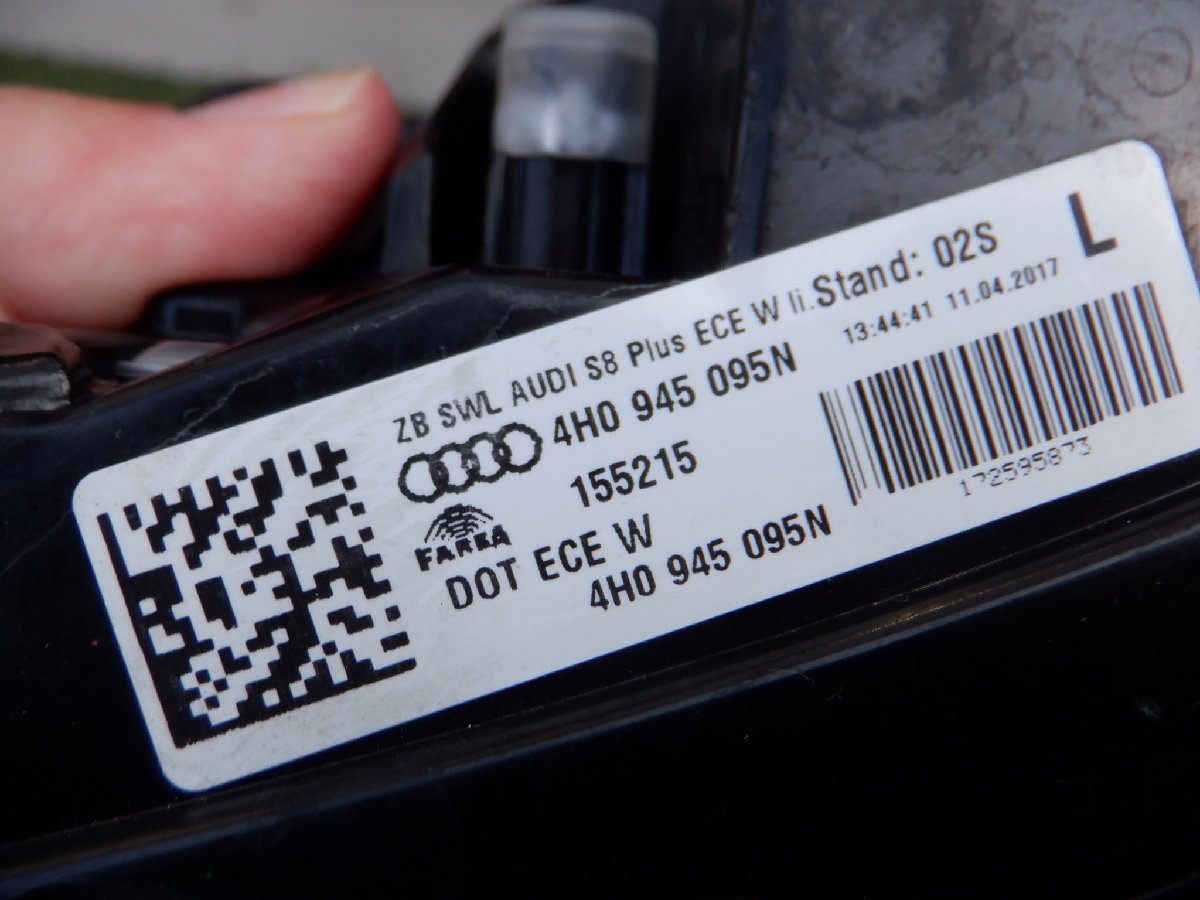 ZB SWL AUDI S8 Plus ECE W li.Stand: 02S
L
4H0 945 095N
13:44:41 11.04.2017
155215
FARBA
DOT ECE W
172595873
4H0 945 095N